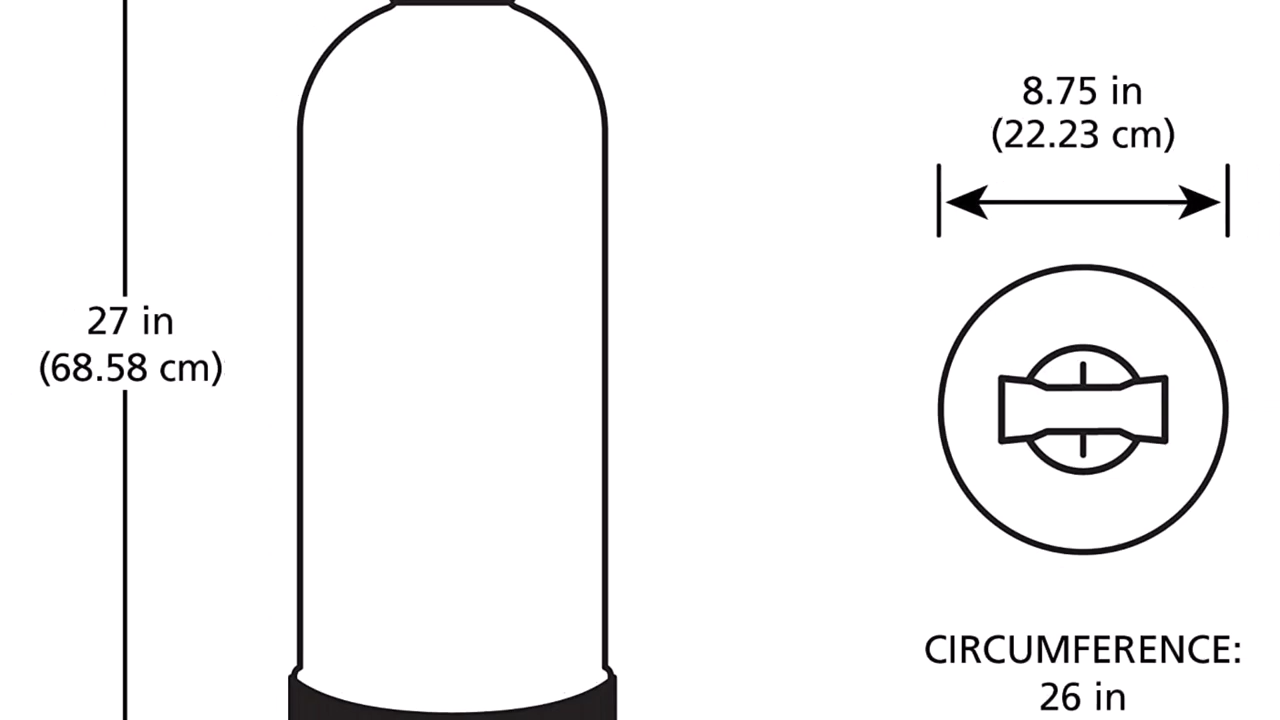 8.75 in
(22.23 cm)
27 in
(68.58 cm)
CIRCUMFERENCE:
26 in